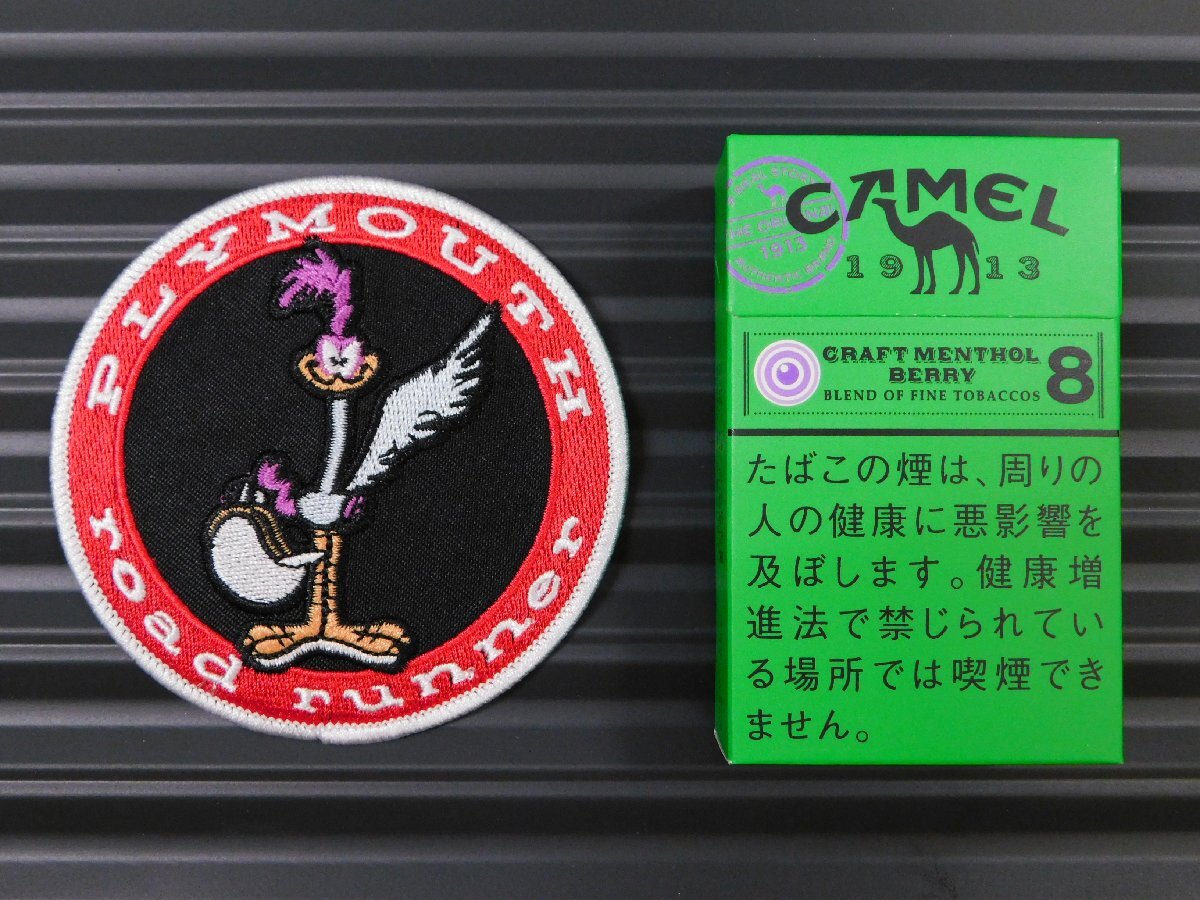 PLYMOUTH
road runner
CAMEL
1913
1913
CRAFT MENTHOL
BERRY
BLEND OF FINE TOBACCOS
8
たばこの煙は、周りの
人の健康に悪影響を
及ぼします。健康増
進法で禁じられてい
る場所では喫煙でき
ません。